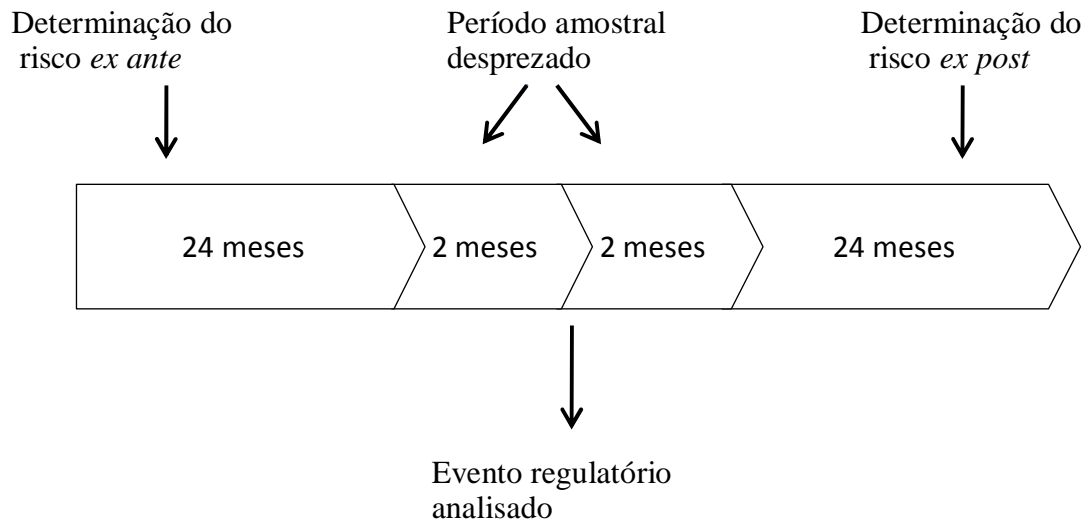 Determinação do
risco ex ante
Período amostral
desprezado
Determinação do
risco ex post
24 meses
2 meses
2 meses
24 meses
Evento regulatório
analisado